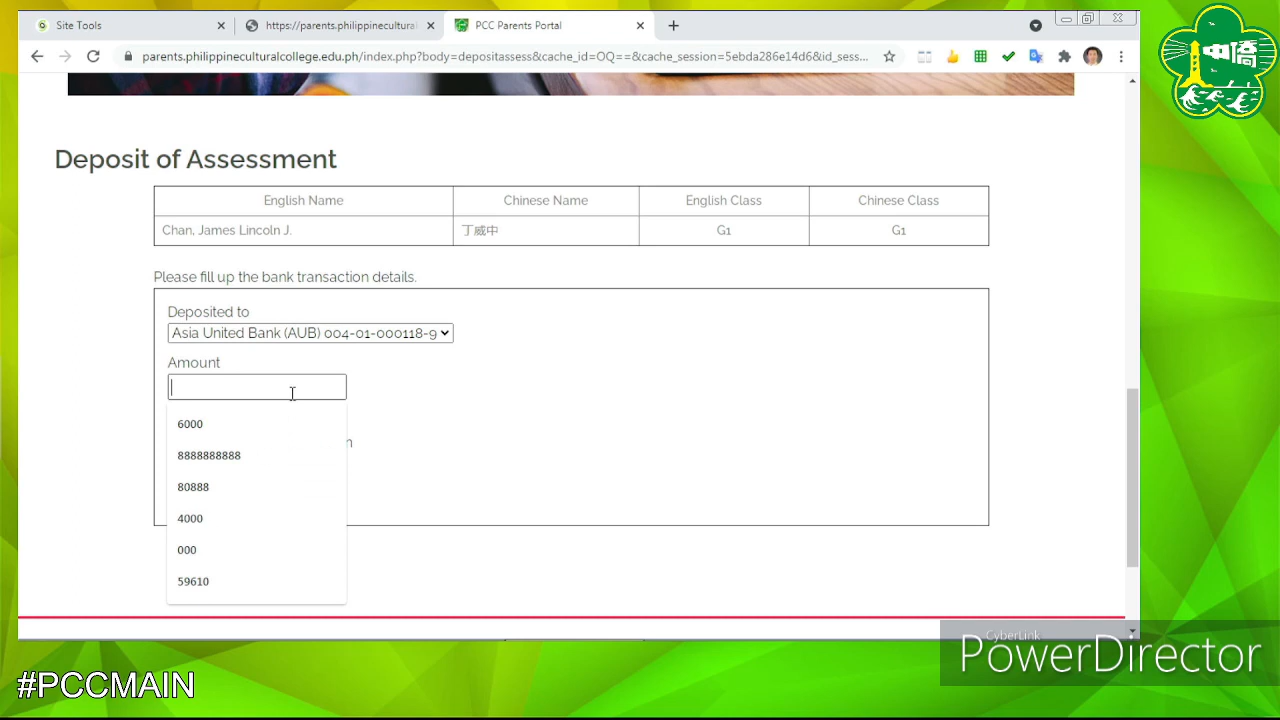 Site Tools
https://parents.philippinecultural
PCC Parents Portal
parents.philippineculturalcollege.edu.ph/index.php?body=depositassess&cache_id=OQ==&cache_session=5ebda286e14d6&id_sess...
中僑
Deposit of Assessment
English Name Chinese Name English Class Chinese Class
Chan, James Lincoln J. 丁威中 G1 G1
Please fill up the bank transaction details.
Deposited to
Asia United Bank (AUB) 004-01-000118-9
Amount
6000
n
8888888888
80888
4000
000
59610
CyberLink
PowerDirector
#PCCMAIN